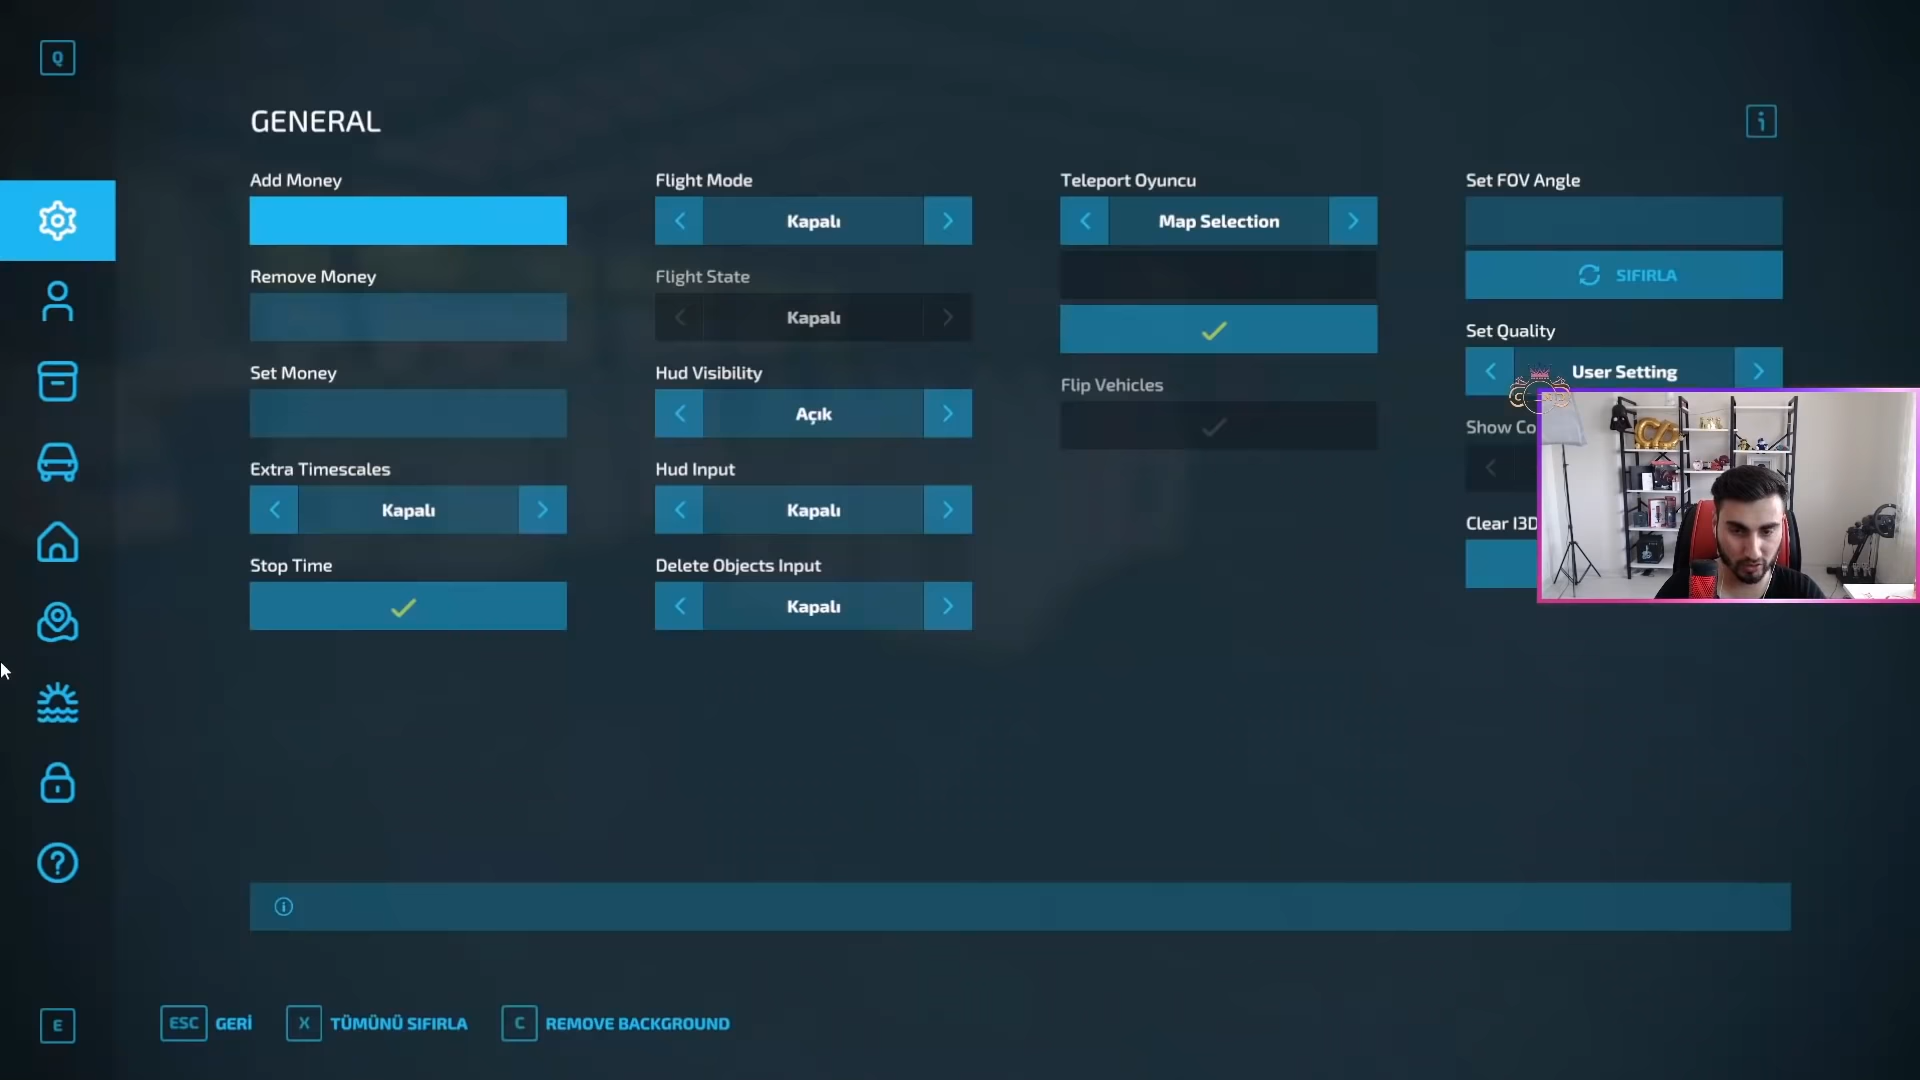 Q
GENERAL
Add Money
Remove Money
Set Money
Extra Timescales
Kapalı
Stop Time
Flight Mode
Kapalı
Flight State
Kapalı
Hud Visibility
Açık
Hud Input
Kapalı
Delete Objects Input
Kapalı
Teleport Oyuncu
Map Selection
Flip Vehicles
Set FOV Angle
SIFIRLA
Set Quality
User Setting
Show Co
Clear I3D
E
ESC GERİ X TÜMÜNÜ SIFIRLA C REMOVE BACKGROUND